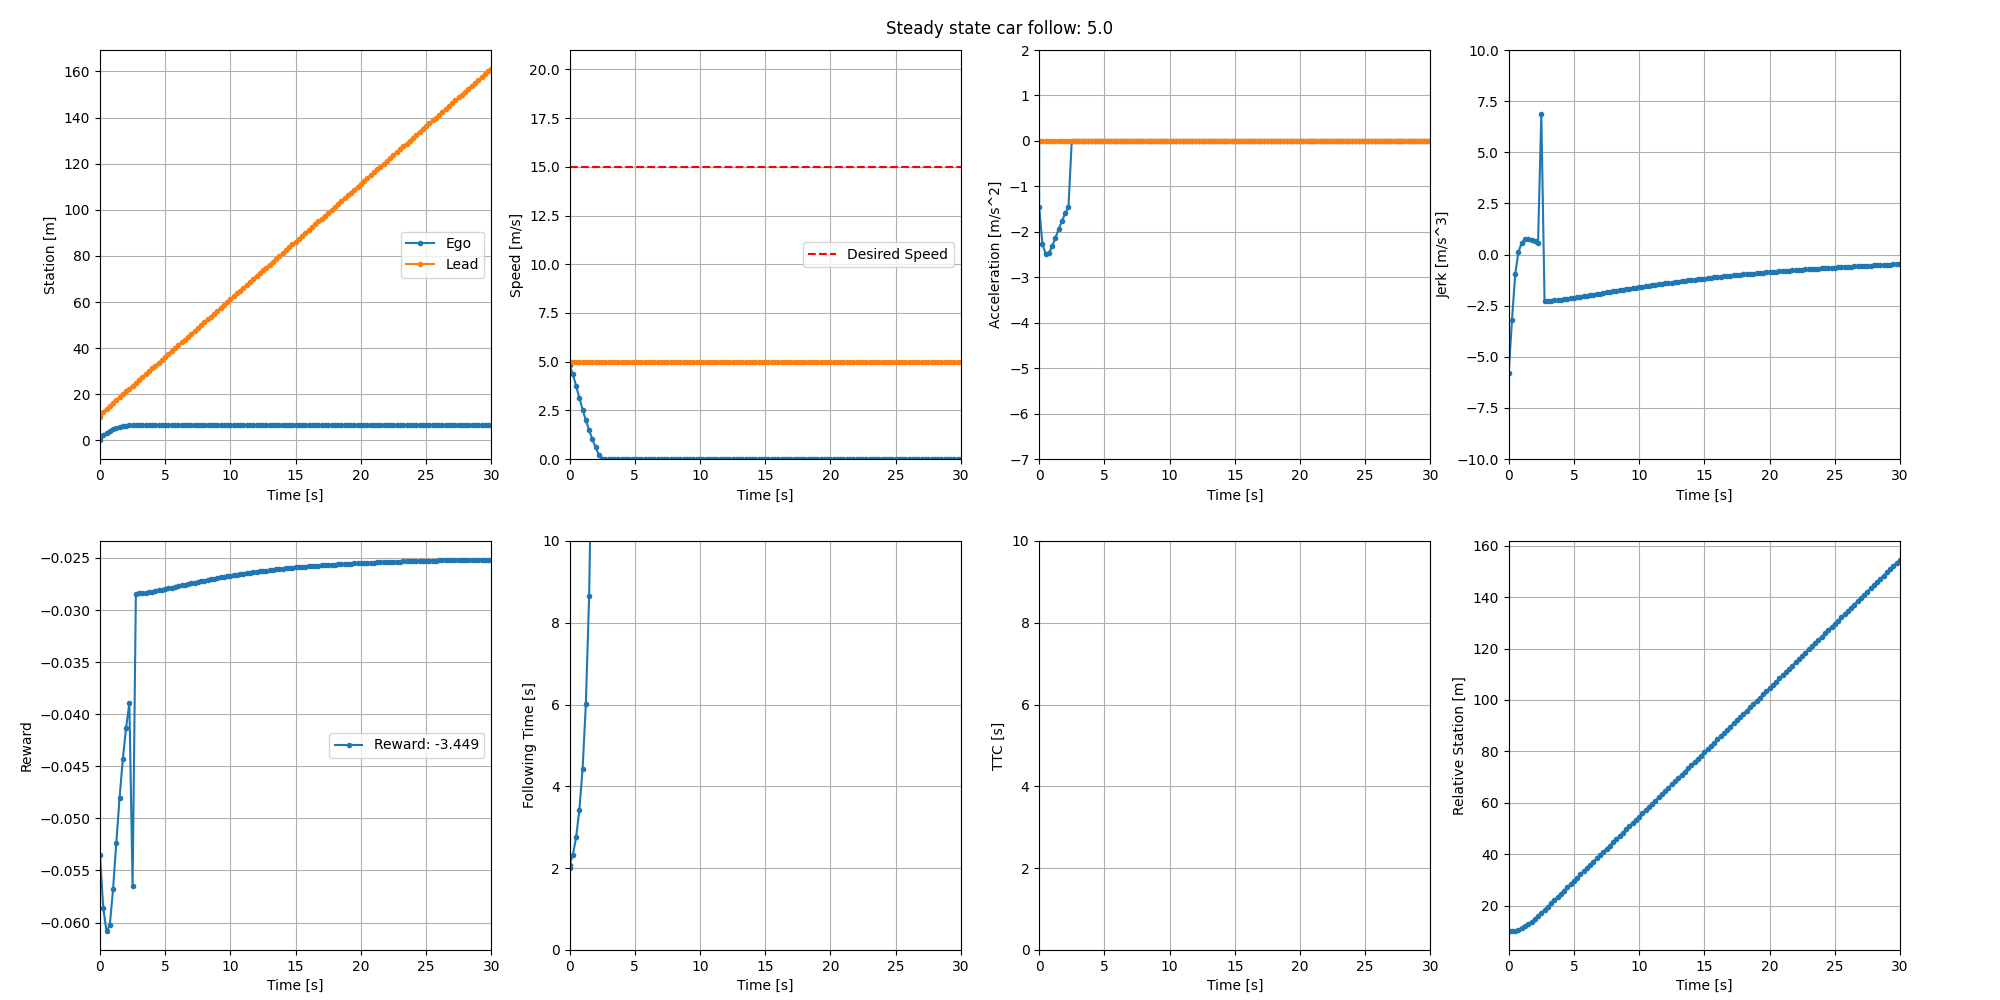 Steady state car follow: 5.0
160
140
120
100
80
60
40
20
0
Station [m]
Ego
Lead
0 5 10 15 20 25 30
Time [s]
20.0
17.5
15.0
12.5
10.0
7.5
5.0
2.5
0.0
Speed [m/s]
Desired Speed
0 5 10 15 20 25 30
Time [s]
2
1
0
−1
−2
−3
−4
−5
−6
−7
Acceleration [m/s^2]
0 5 10 15 20 25 30
Time [s]
10.0
7.5
5.0
2.5
0.0
−2.5
−5.0
−7.5
−10.0
Jerk [m/s^3]
0 5 10 15 20 25 30
Time [s]
−0.025
−0.030
−0.035
−0.040
−0.045
−0.050
−0.055
−0.060
Reward
Reward: -3.449
0 5 10 15 20 25 30
Time [s]
10
8
6
4
2
0
Following Time [s]
0 5 10 15 20 25 30
Time [s]
10
8
6
4
2
0
TTC [s]
0 5 10 15 20 25 30
Time [s]
160
140
120
100
80
60
40
20
Relative Station [m]
0 5 10 15 20 25 30
Time [s]